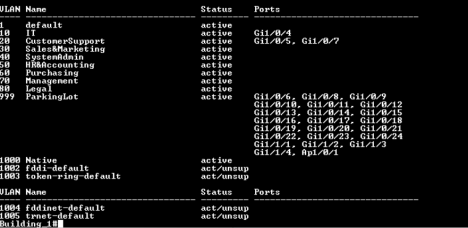 VLAN Name Status Ports
1 default active
10 IT active Gi1/0/4
20 CustomerSupport active Gi1/0/5, Gi1/0/7
30 Sales&Marketing active
40 SystemAdmin active
50 HR&Accounting active
60 Purchasing active
70 Management active
80 Legal active
999 ParkingLot active Gi1/0/6, Gi1/0/8, Gi1/0/9
Gi1/0/10, Gi1/0/11, Gi1/0/12
Gi1/0/13, Gi1/0/14, Gi1/0/15
Gi1/0/16, Gi1/0/17, Gi1/0/18
Gi1/0/19, Gi1/0/20, Gi1/0/21
Gi1/0/22, Gi1/0/23, Gi1/0/24
Gi1/1/1, Gi1/1/2, Gi1/1/3
Gi1/1/4, Ap1/0/1
1000 Native active
1002 fddi-default act/unsup
1003 token-ring-default act/unsup
VLAN Name Status Ports
1004 fddinet-default act/unsup
1005 trnet-default act/unsup
Building_1#